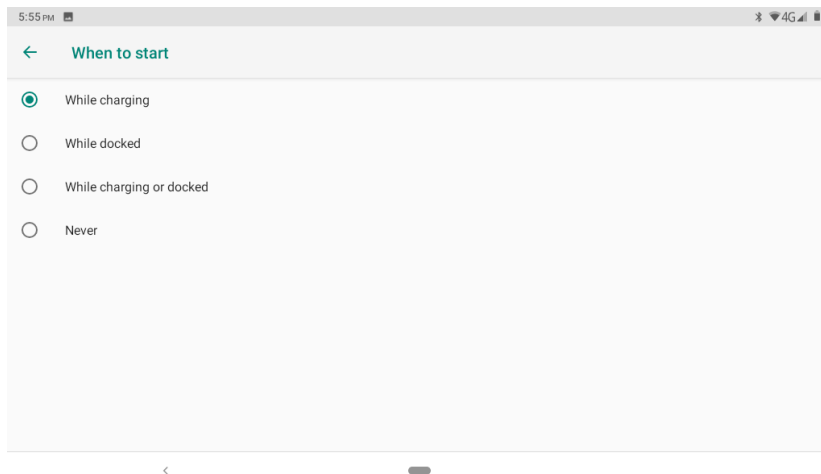 5:55 PM 4G
When to start
While charging
While docked
While charging or docked
Never